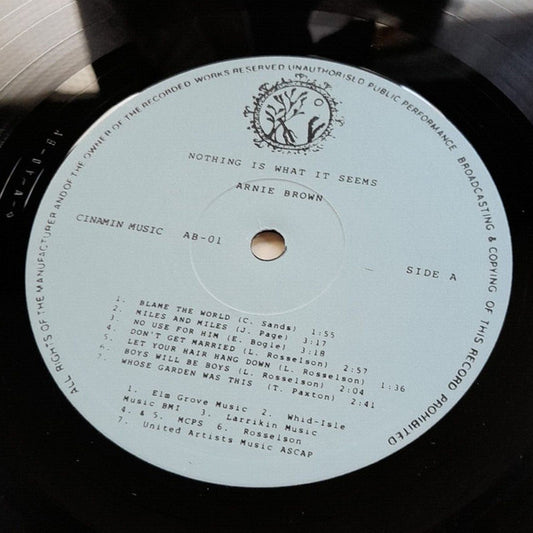 ALL RIGHTS OF THE MANUFACTURER AND OF THE OWNER OF THE RECORDED WORKS RESERVED UNAUTHORISED PUBLIC PERFORMANCE BROADCASTING & COPYING OF THIS RECORD PROHIBITED
NOTHING IS WHAT IT SEEMS
ARNIE BROWN
CINAMIN MUSIC AB-01 — SIDE A
1. BLAME THE WORLD (C. Sands) 1:55
2. MILES AND MILES (J. Page) 3:17
3. NO USE FOR HIM (E. Bogle) 3:18
4. DON'T GET MARRIED (L. Rosselson) 2:57
5. LET YOUR HAIR HANG DOWN (L. Rosselson) 1:36
6. BOYS WILL BE BOYS (L. Rosselson) 2:04
7. WHOSE GARDEN WAS THIS (T. Paxton) 2:41
1. Elm Grove Music 2. Whid-Isle
Music BMI 3. Larrikin Music
4. & 5. MCPS 6. Rosselson
7. United Artists Music ASCAP